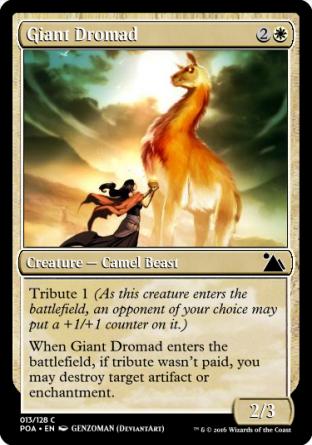 Giant Dromad 2
Creature — Camel Beast
Tribute 1 (As this creature enters the
battlefield, an opponent of your choice may
put a +1/+1 counter on it.)
When Giant Dromad enters the
battlefield, if tribute wasn't paid, you
may destroy target artifact or
enchantment.
2/3
013/128 C
POA • EN GENZOMAN (DEVIANTART)
™ & © 2016 Wizards of the Coast